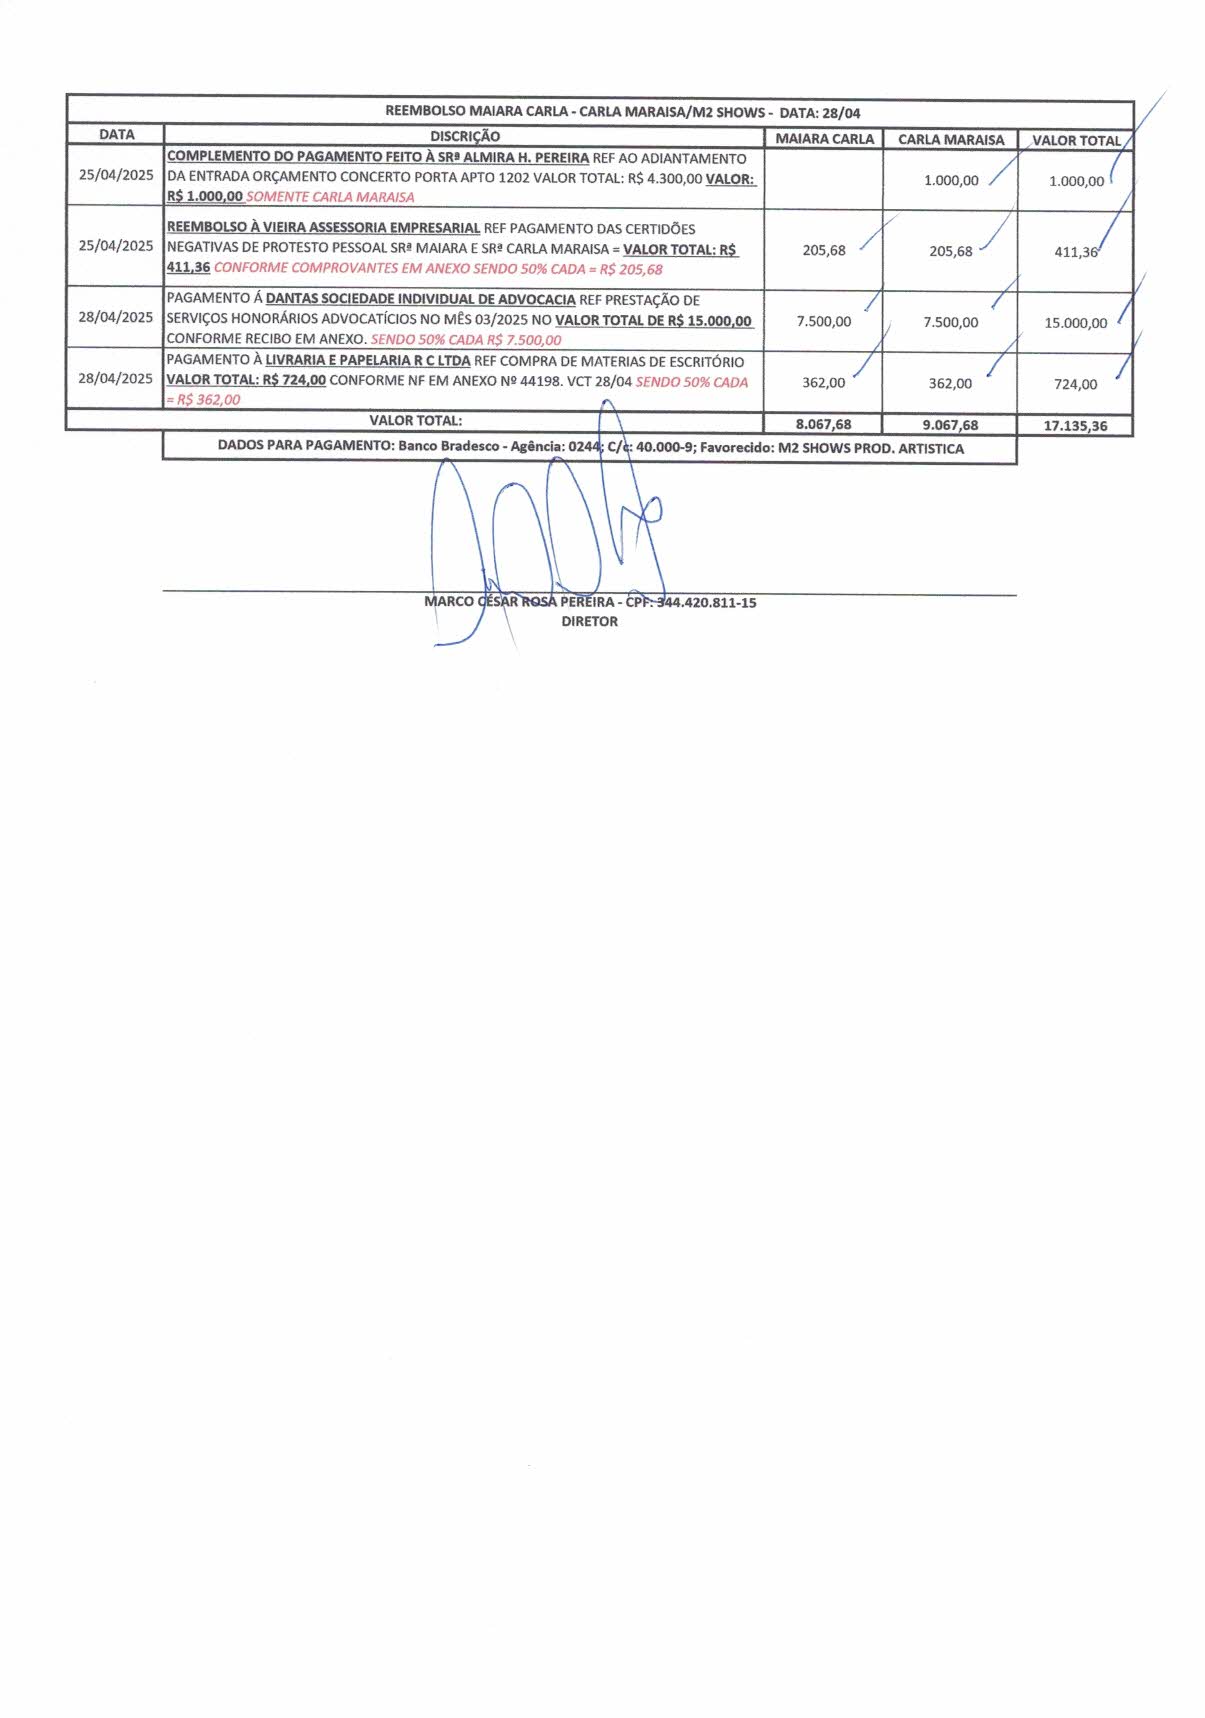 REEMBOLSO MAIARA CARLA - CARLA MARAISA/M2 SHOWS - DATA: 28/04
DATA DISCRIÇÃO MAIARA CARLA CARLA MARAISA VALOR TOTAL
COMPLEMENTO DO PAGAMENTO FEITO À SRª ALMIRA H. PEREIRA REF AO ADIANTAMENTO
25/04/2025 DA ENTRADA ORÇAMENTO CONCERTO PORTA APTO 1202 VALOR TOTAL: R$ 4.300,00 VALOR: 1.000,00 1.000,00
R$ 1.000,00 SOMENTE CARLA MARAISA
REEMBOLSO À VIEIRA ASSESSORIA EMPRESARIAL REF PAGAMENTO DAS CERTIDÕES
25/04/2025 NEGATIVAS DE PROTESTO PESSOAL SRª MAIARA E SRª CARLA MARAISA = VALOR TOTAL: R$ 205,68 205,68 411,36
411,36 CONFORME COMPROVANTES EM ANEXO SENDO 50% CADA = R$ 205,68
PAGAMENTO Á DANTAS SOCIEDADE INDIVIDUAL DE ADVOCACIA REF PRESTAÇÃO DE
28/04/2025 SERVIÇOS HONORÁRIOS ADVOCATÍCIOS NO MÊS 03/2025 NO VALOR TOTAL DE R$ 15.000,00 7.500,00 7.500,00 15.000,00
CONFORME RECIBO EM ANEXO. SENDO 50% CADA R$ 7.500,00
PAGAMENTO À LIVRARIA E PAPELARIA R C LTDA REF COMPRA DE MATERIAS DE ESCRITÓRIO
28/04/2025 VALOR TOTAL: R$ 724,00 CONFORME NF EM ANEXO Nº 44198. VCT 28/04 SENDO 50% CADA 362,00 362,00 724,00
= R$ 362,00
VALOR TOTAL: 8.067,68 9.067,68 17.135,36
DADOS PARA PAGAMENTO: Banco Bradesco - Agência: 0244; C/c: 40.000-9; Favorecido: M2 SHOWS PROD. ARTISTICA
MARCO CÉSAR ROSA PEREIRA - CPF: 344.420.811-15
DIRETOR